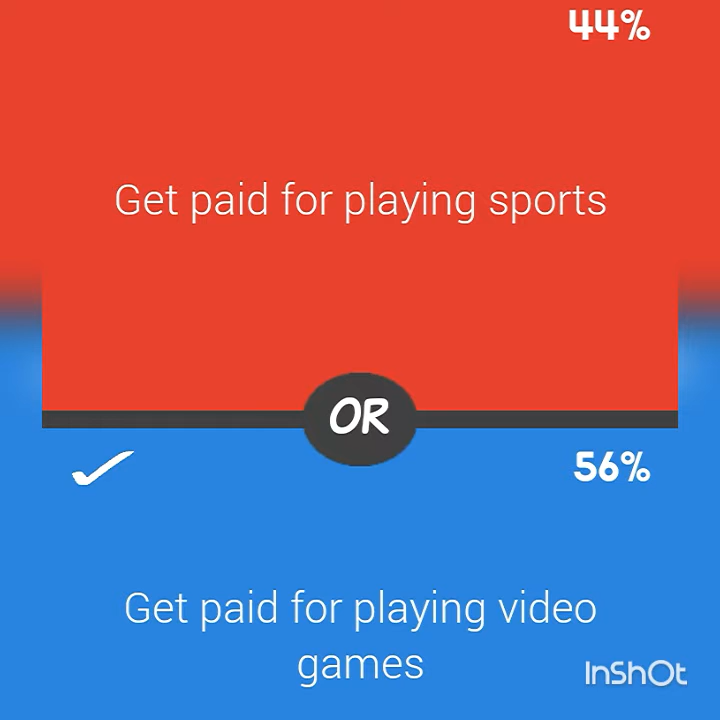 44%
Get paid for playing sports
OR
56%
Get paid for playing video
games
InShOt